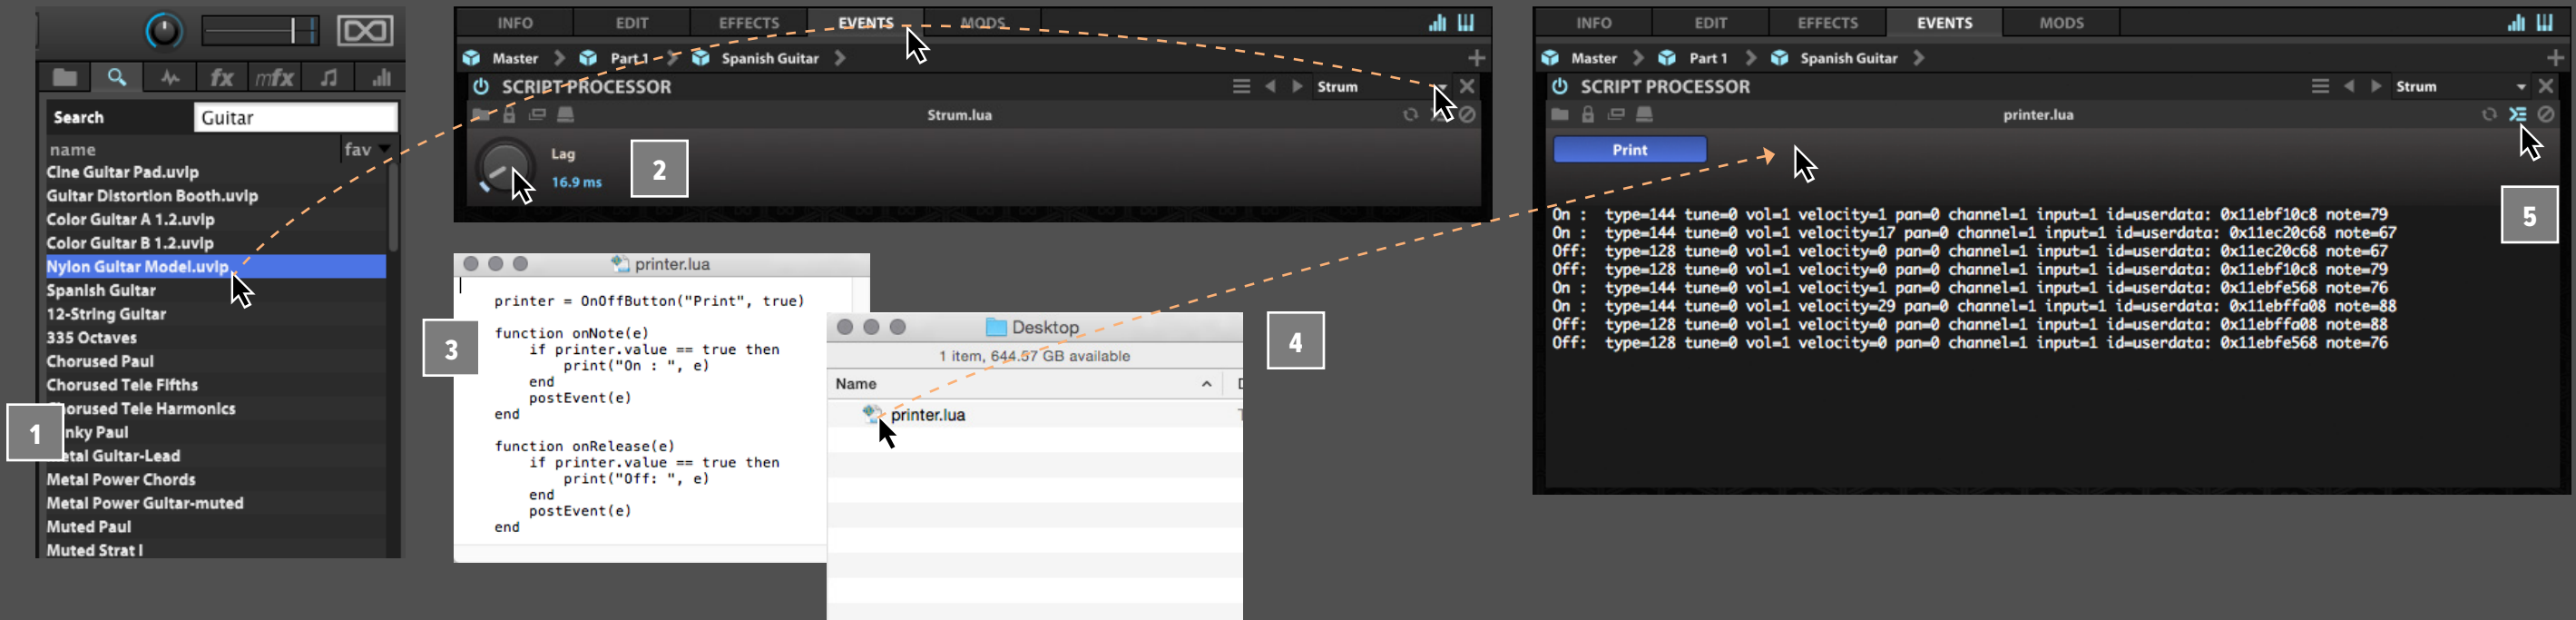 fx
mfx
Search
Guitar
name
fav
Cine Guitar Pad.uvip
Guitar Distortion Booth.uvip
Color Guitar A 1.2.uvip
Color Guitar B 1.2.uvip
Nylon Guitar Model.uvip
Spanish Guitar
12-String Guitar
335 Octaves
Chorused Paul
Chorused Tele Fifths
Chorused Tele Harmonics
nky Paul
etal Guitar-Lead
Metal Power Chords
Metal Power Guitar-muted
Muted Paul
Muted Strat I
1
INFO EDIT EFFECTS EVENTS MODS
Master Part 1 Spanish Guitar
SCRIPT PROCESSOR Strum
Strum.lua
Lag
16.9 ms
2
printer.lua
printer = OnOffButton("Print", true)
function onNote(e)
if printer.value == true then
print("On : ", e)
end
postEvent(e)
end
function onRelease(e)
if printer.value == true then
print("Off: ", e)
end
postEvent(e)
end
3
Desktop
1 item, 644.57 GB available
Name
printer.lua
4
INFO EDIT EFFECTS EVENTS MODS
Master Part 1 Spanish Guitar
SCRIPT PROCESSOR Strum
printer.lua
Print
On : type=144 tune=0 vol=1 velocity=1 pan=0 channel=1 input=1 id=userdata: 0x11ebf10c8 note=79
On : type=144 tune=0 vol=1 velocity=17 pan=0 channel=1 input=1 id=userdata: 0x11ec20c68 note=67
Off: type=128 tune=0 vol=1 velocity=0 pan=0 channel=1 input=1 id=userdata: 0x11ec20c68 note=67
Off: type=128 tune=0 vol=1 velocity=0 pan=0 channel=1 input=1 id=userdata: 0x11ebf10c8 note=79
On : type=144 tune=0 vol=1 velocity=1 pan=0 channel=1 input=1 id=userdata: 0x11ebfe568 note=76
On : type=144 tune=0 vol=1 velocity=29 pan=0 channel=1 input=1 id=userdata: 0x11ebffa08 note=88
Off: type=128 tune=0 vol=1 velocity=0 pan=0 channel=1 input=1 id=userdata: 0x11ebffa08 note=88
Off: type=128 tune=0 vol=1 velocity=0 pan=0 channel=1 input=1 id=userdata: 0x11ebfe568 note=76
5